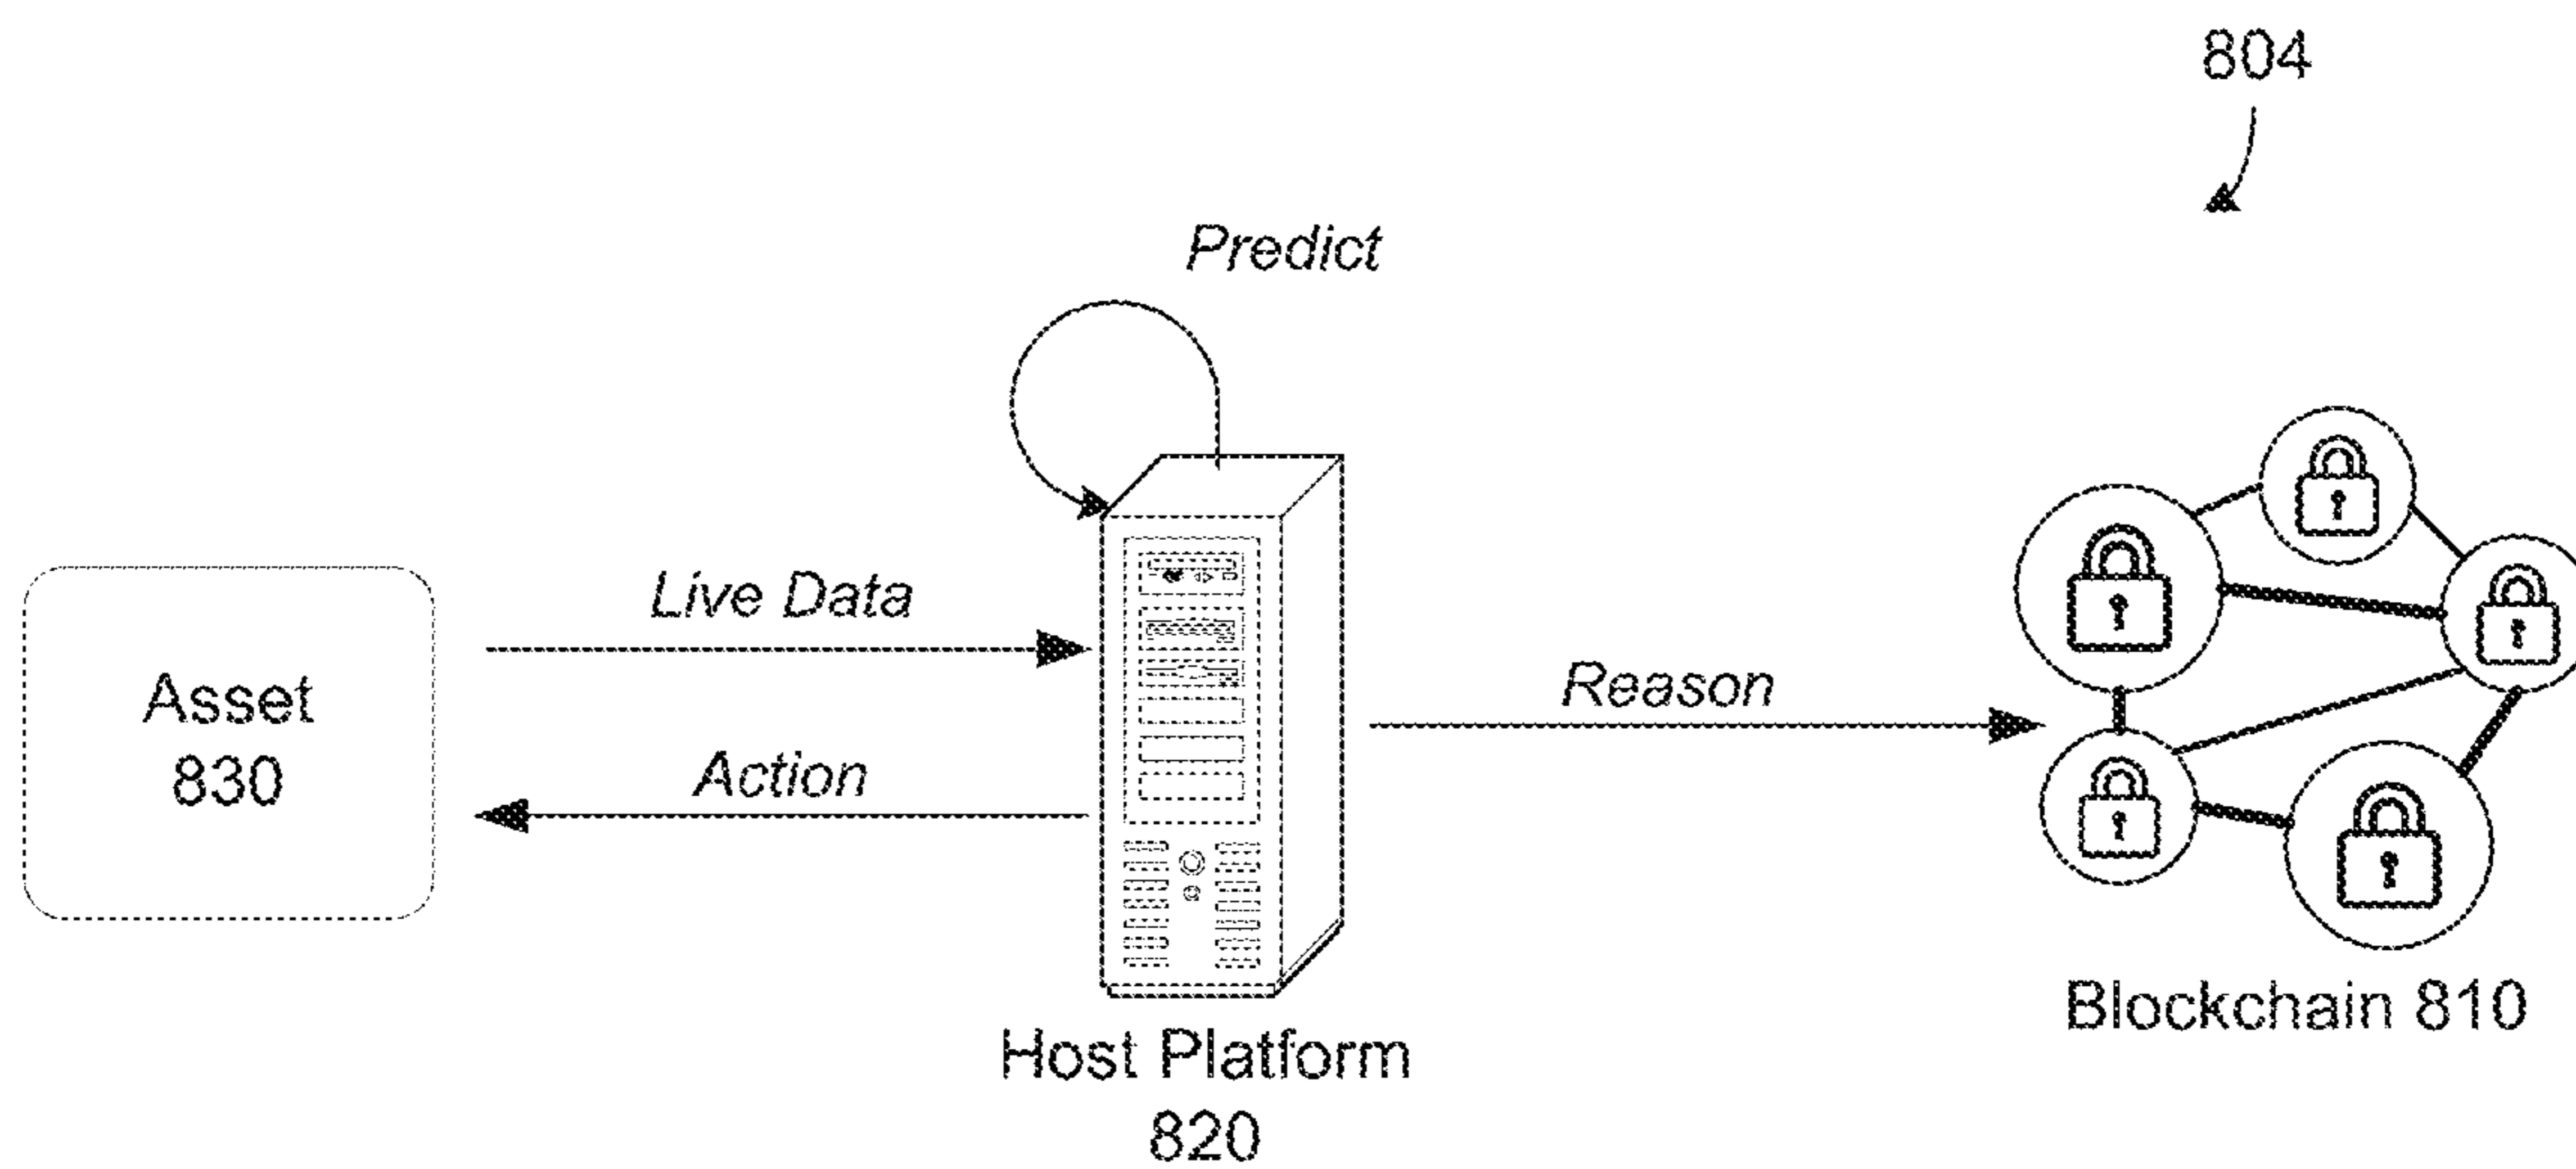 804
Predict
Live Data
Asset
830
Action
Reason
Host Platform
820
Blockchain 810